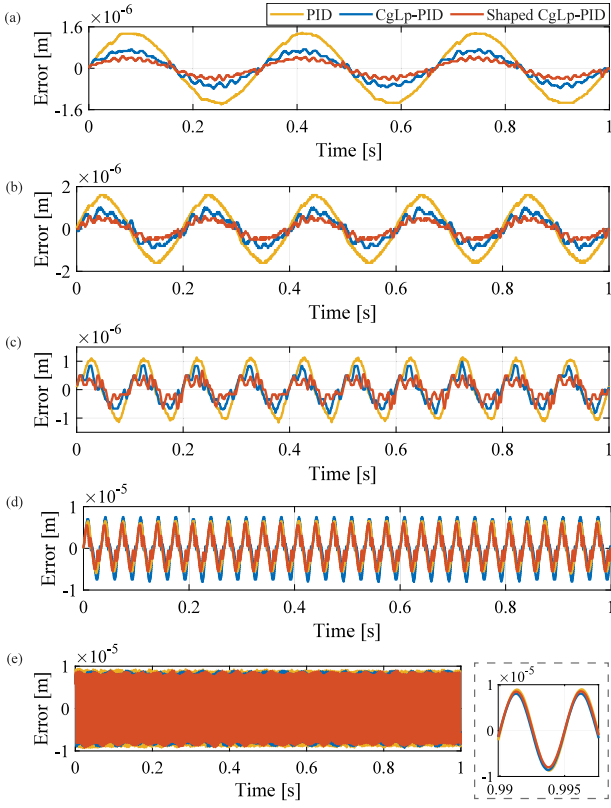 (a)
×10⁻⁶
PID CgLp-PID Shaped CgLp-PID
1.6
0
-1.6
Error [m]
0 0.2 0.4 0.6 0.8 1
Time [s]
(b)
×10⁻⁶
2
0
-2
Error [m]
0 0.2 0.4 0.6 0.8 1
Time [s]
(c)
×10⁻⁶
1
0
-1
Error [m]
0 0.2 0.4 0.6 0.8 1
Time [s]
(d)
×10⁻⁵
1
0
-1
Error [m]
0 0.2 0.4 0.6 0.8 1
Time [s]
(e)
×10⁻⁵
1
0
-1
Error [m]
0 0.2 0.4 0.6 0.8 1
Time [s]
×10⁻⁵
1
0
-1
0.99 0.995